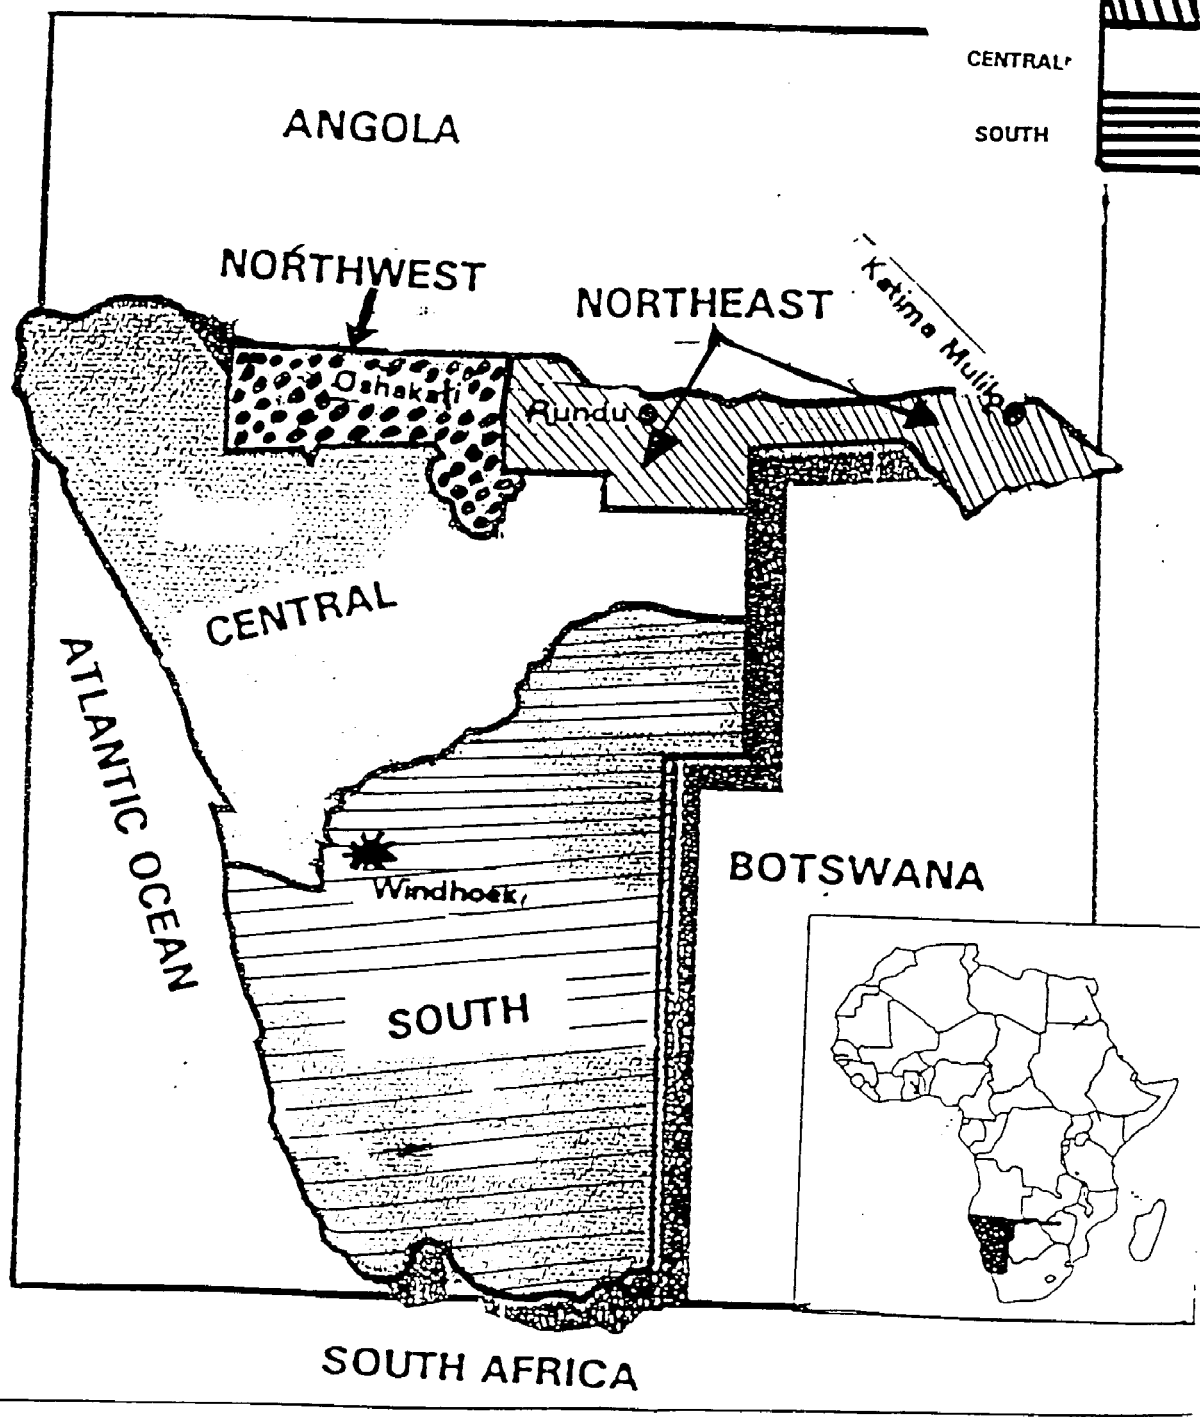 CENTRAL
SOUTH
ANGOLA
NORTHWEST
NORTHEAST
Katima Mulilo
Oshakati
Rundu
CENTRAL
ATLANTIC OCEAN
Windhoek
BOTSWANA
SOUTH
SOUTH AFRICA